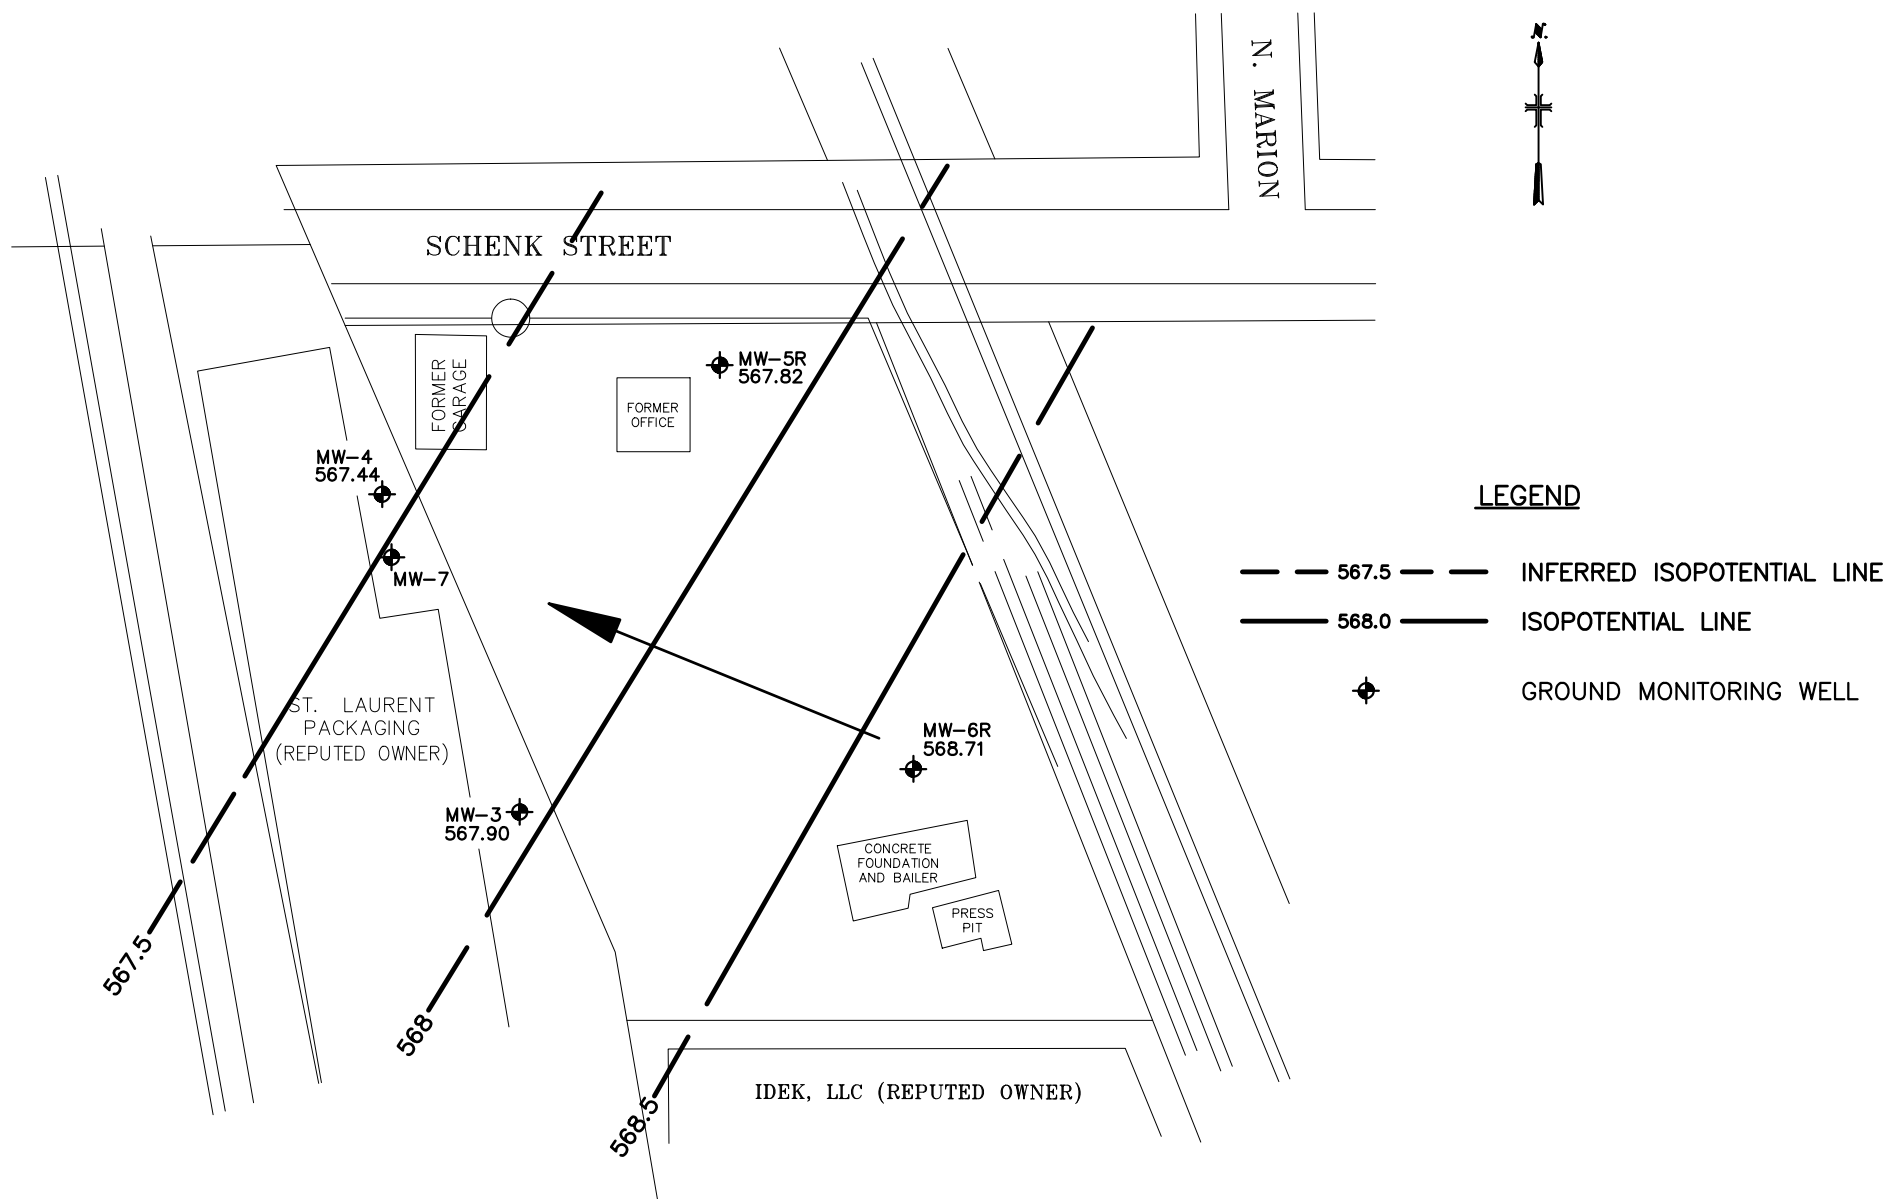 N.
N. MARION
SCHENK STREET
MW-5R
567.82
FORMER
GARAGE
FORMER
OFFICE
MW-4
567.44
MW-7
LEGEND
567.5
INFERRED ISOPOTENTIAL LINE
568.0
ISOPOTENTIAL LINE
GROUND MONITORING WELL
ST. LAURENT
PACKAGING
(REPUTED OWNER)
MW-6R
568.71
MW-3
567.90
CONCRETE
FOUNDATION
AND BAILER
PRESS
PIT
567.5
568
568.5
IDEK, LLC (REPUTED OWNER)